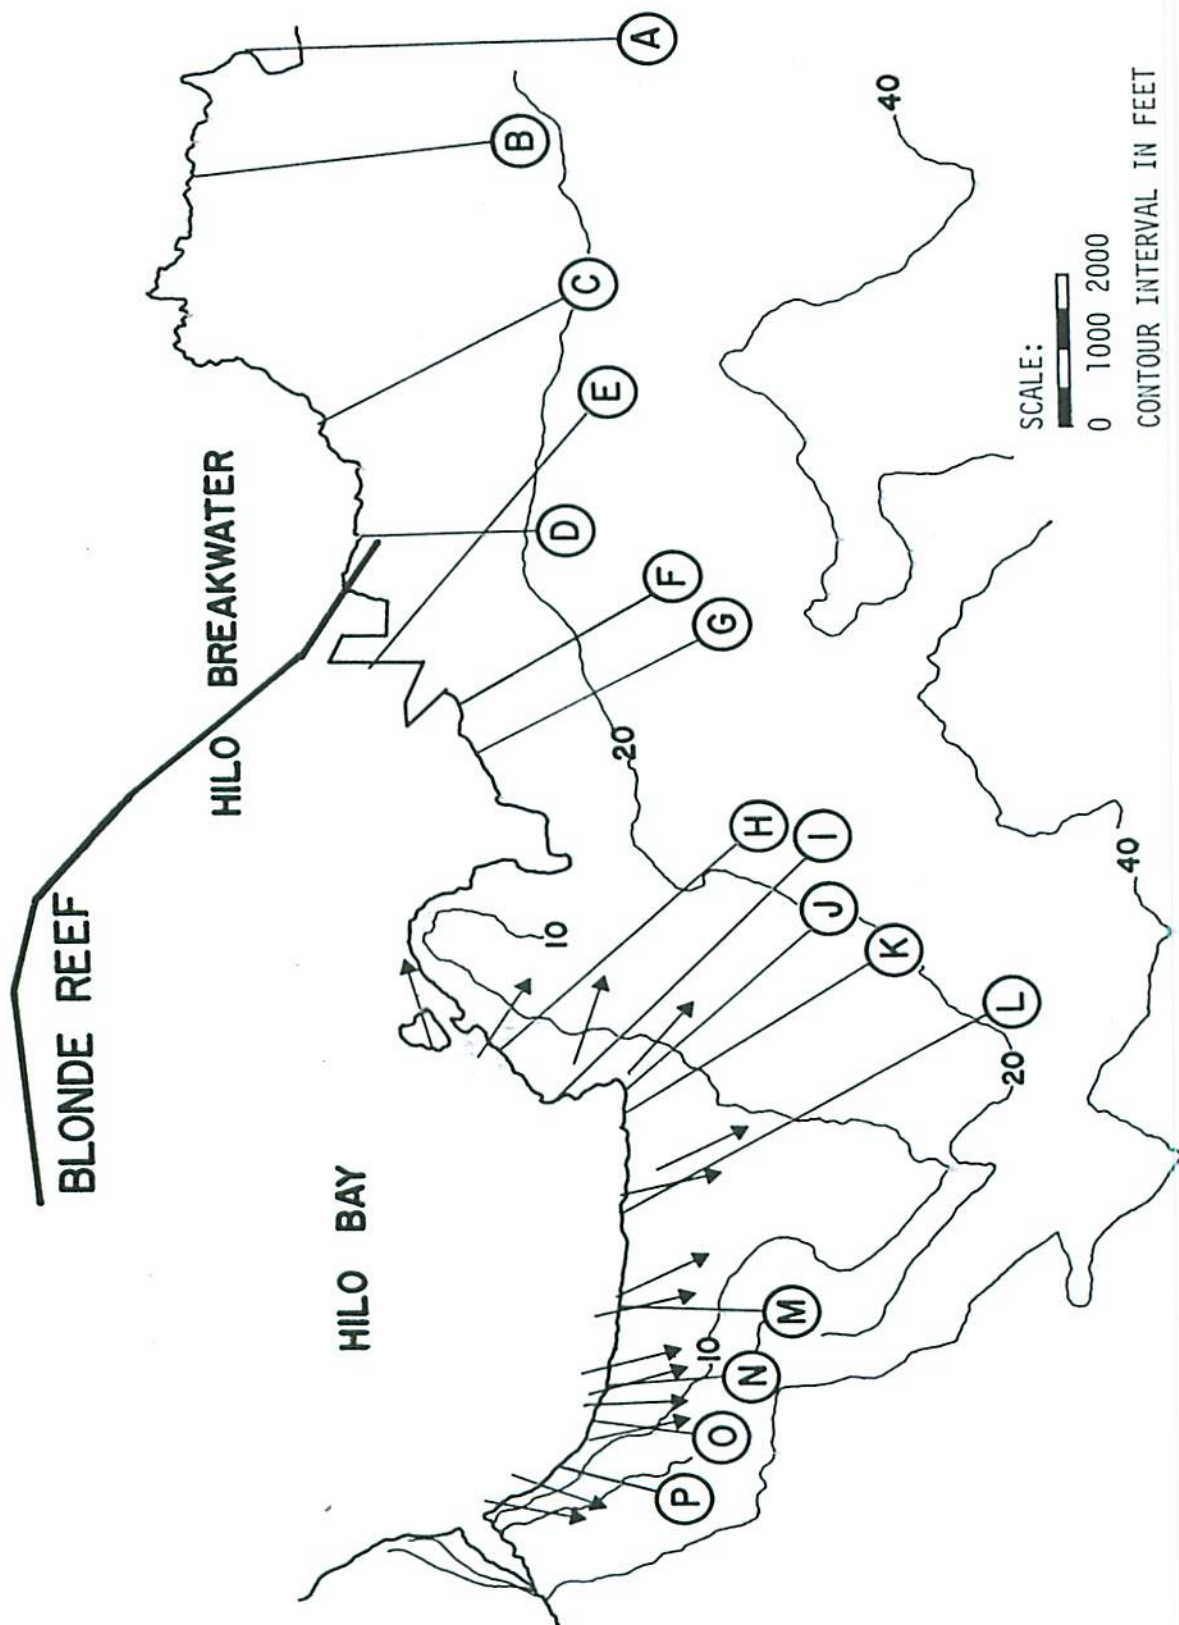 BLONDE REEF
HILO BREAKWATER
HILO BAY
A
B
C
D
E
F
G
H
I
J
K
L
M
N
O
P
10
10
20
20
40
40
SCALE:
0 1000 2000
CONTOUR INTERVAL IN FEET